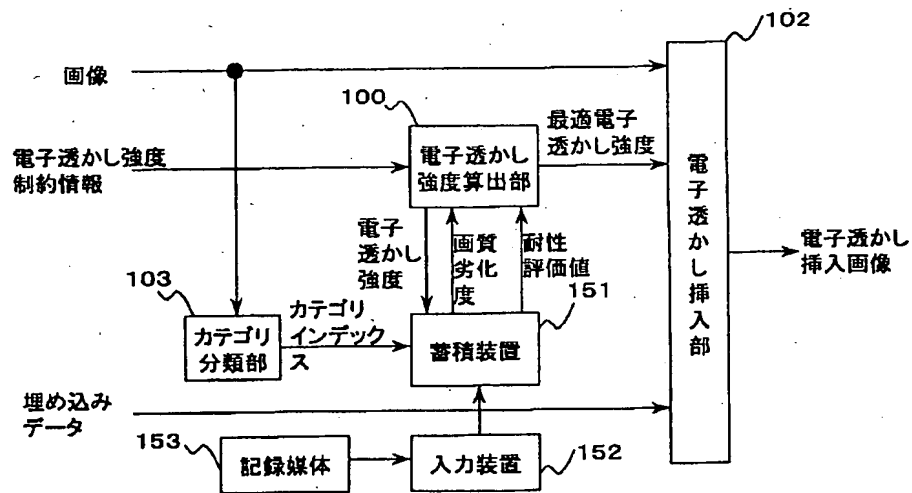 102
画像
100
電子透かし強度
制約情報
電子透かし
強度算出部
最適電子
透かし強度
電子透かし挿入部
電子透かし
挿入画像
電子
透かし
強度
画質
劣化
度
耐性
評価値
151
103
カテゴリ
分類部
カテゴリ
インデック
ス
蓄積装置
埋め込み
データ
153
記録媒体
入力装置
152